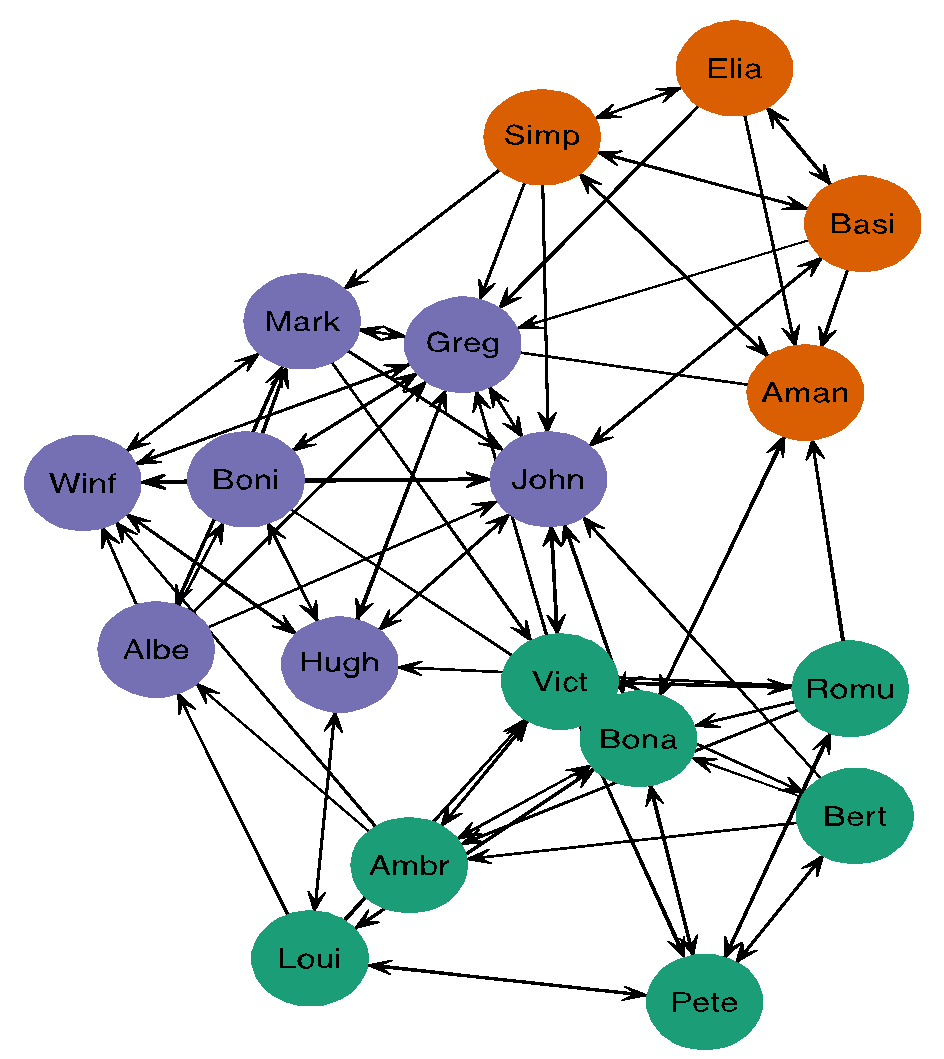 Elia
Simp
Basi
Mark
Greg
Aman
Winf
Boni
John
Albe
Hugh
Vict
Romu
Bona
Bert
Ambr
Loui
Pete